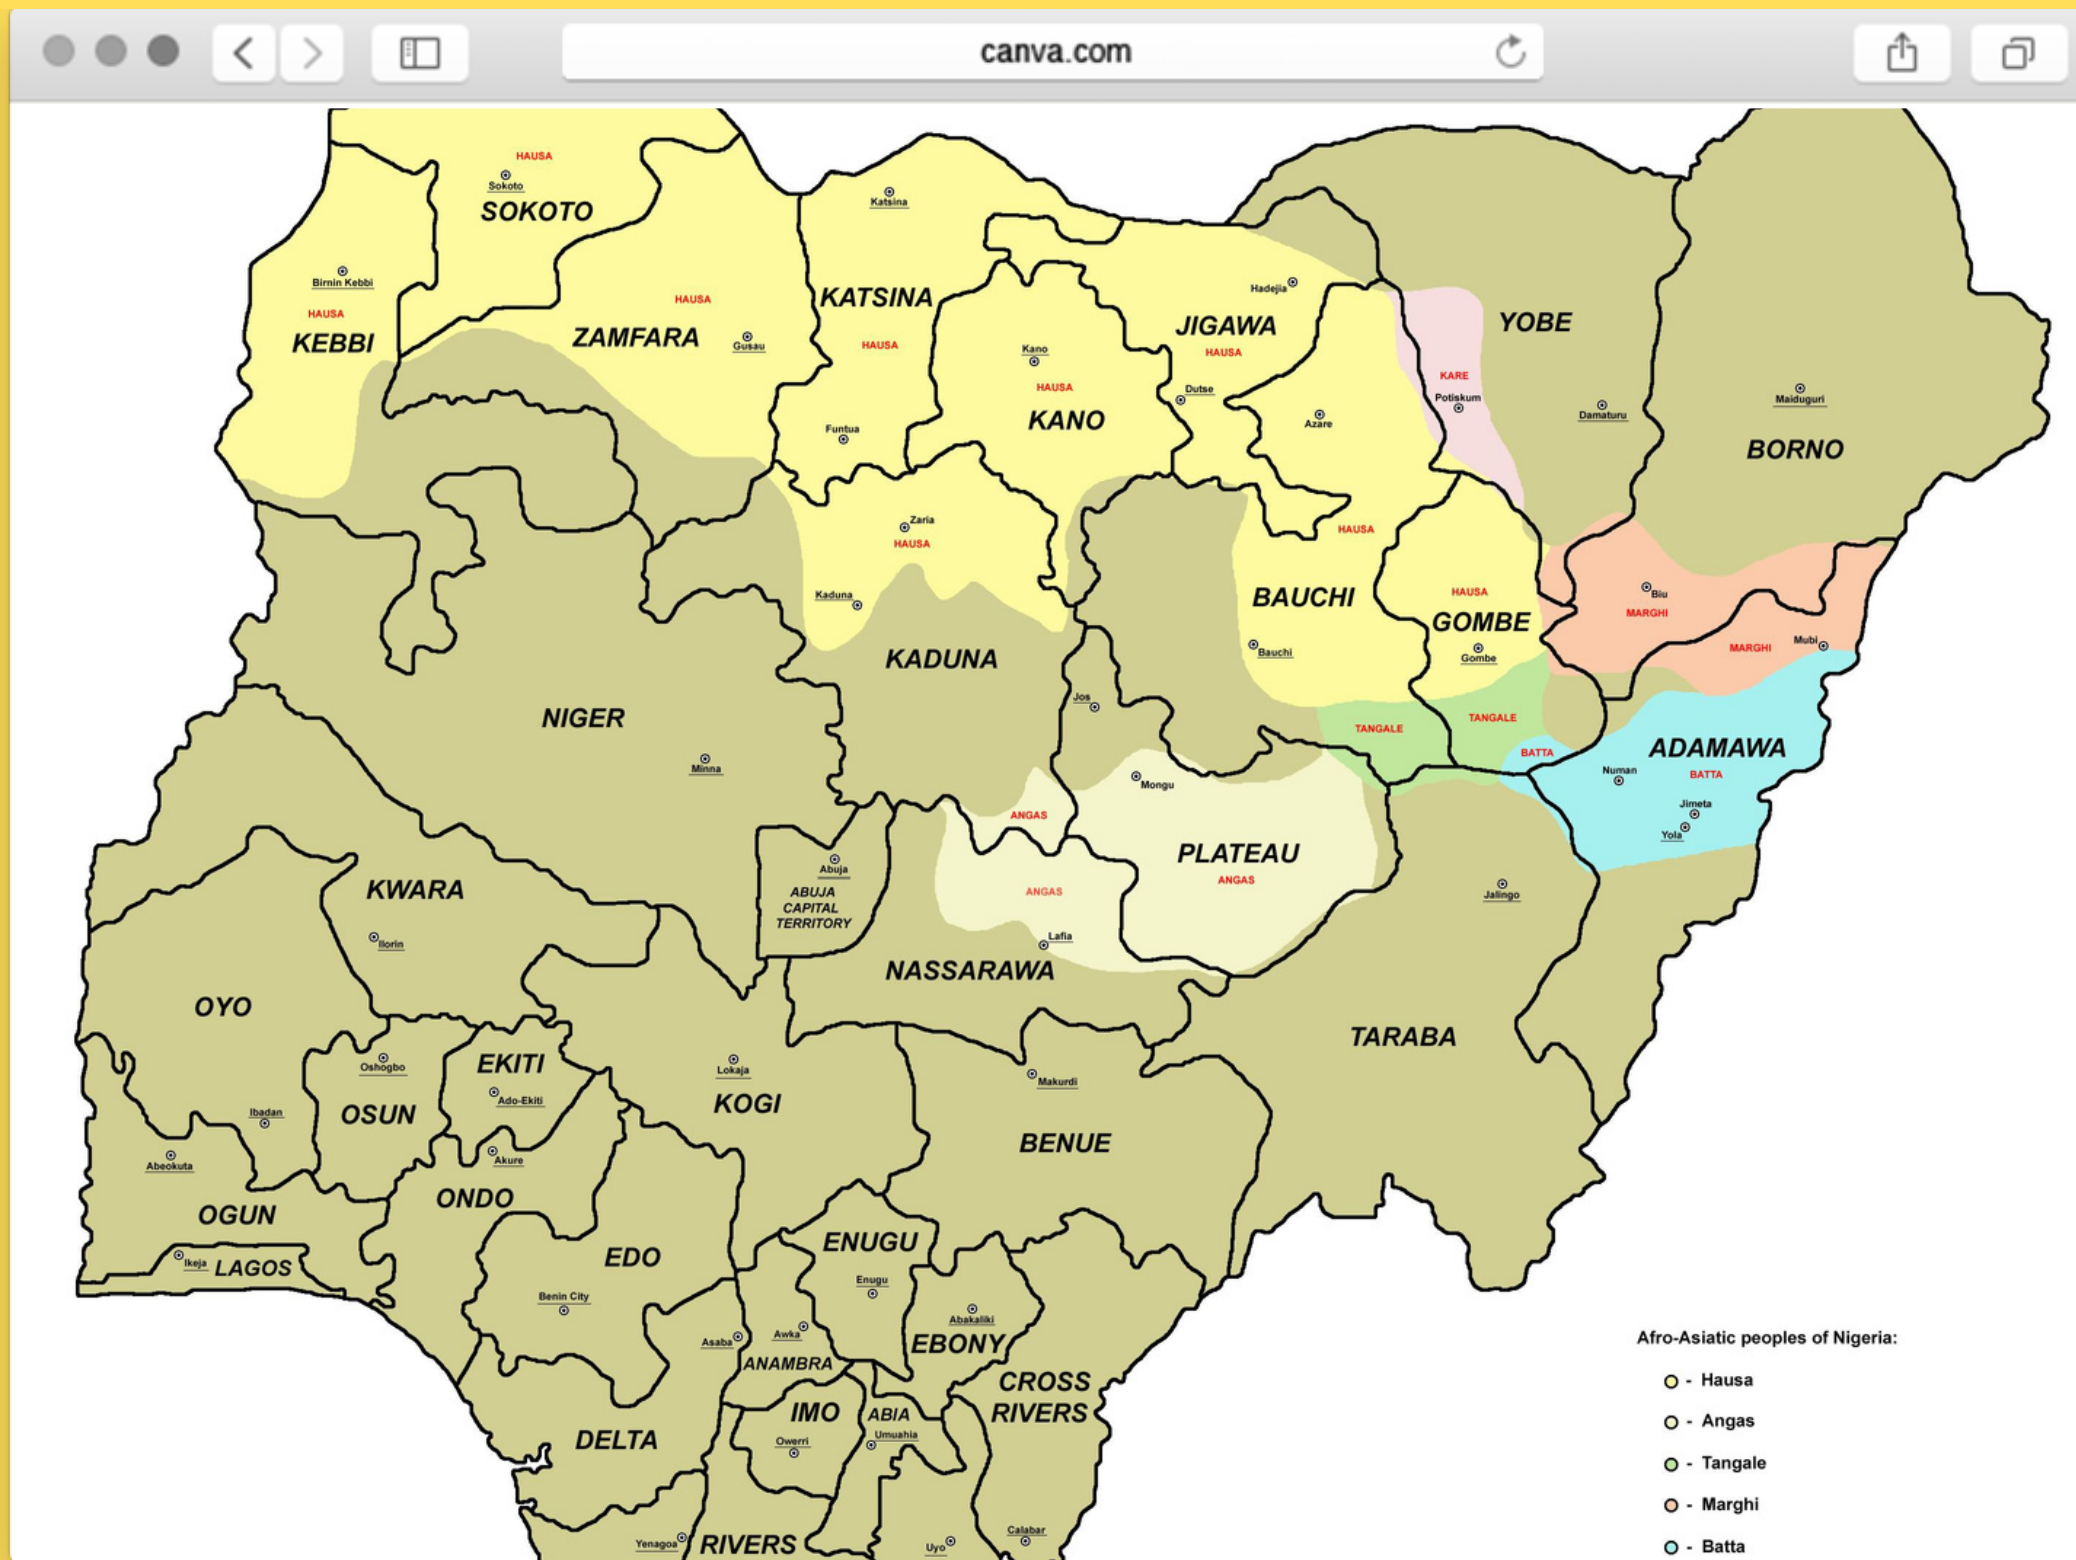 canva.com
HAUSA
Sokoto
SOKOTO
Katsina
Birnin Kebbi
HAUSA
KEBBI
HAUSA
ZAMFARA
Gusau
KATSINA
HAUSA
Funtua
Kano
HAUSA
KANO
Hadejia
JIGAWA
HAUSA
Dutse
Azare
YOBE
KARE
Potiskum
Damaturu
Maiduguri
BORNO
Zaria
HAUSA
Kaduna
KADUNA
HAUSA
BAUCHI
Bauchi
HAUSA
GOMBE
Gombe
Biu
MARGHI
MARGHI
Mubi
NIGER
Minna
Jos
TANGALE
TANGALE
BATTA
ADAMAWA
Numan
BATTA
Jimeta
Yola
Mongu
ANGAS
PLATEAU
ANGAS
ANGAS
Lafia
NASSARAWA
Abuja
ABUJA
CAPITAL
TERRITORY
KWARA
Ilorin
Jalingo
TARABA
OYO
Oshogbo
OSUN
EKITI
Ado-Ekiti
Lokaja
KOGI
Makurdi
BENUE
Ibadan
Abeokuta
Akure
ONDO
OGUN
Ikeja
LAGOS
EDO
Benin City
ENUGU
Enugu
Abakaliki
EBONY
Asaba
Awka
ANAMBRA
CROSS
RIVERS
IMO
Owerri
ABIA
Umuahia
DELTA
Yenagoa
RIVERS
Uyo
Calabar
Afro-Asiatic peoples of Nigeria:
- Hausa
- Angas
- Tangale
- Marghi
- Batta